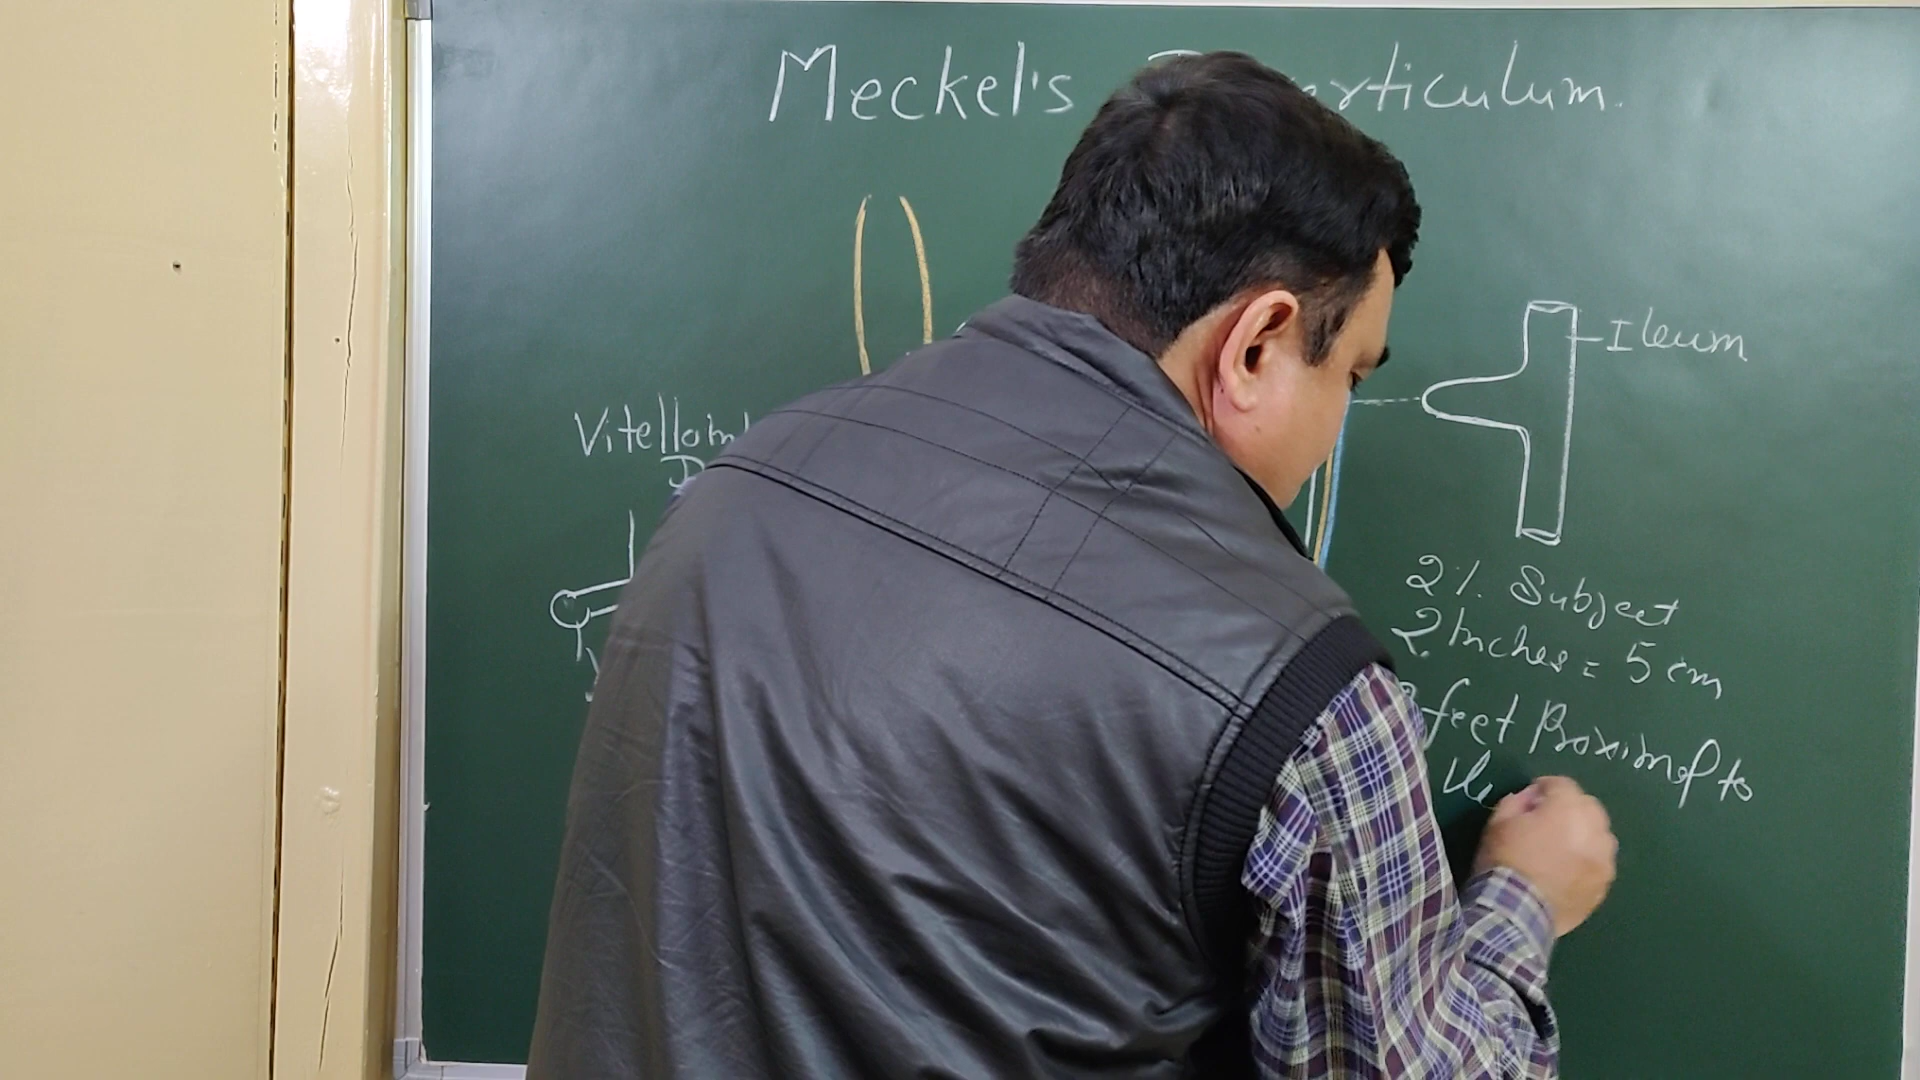 Meckel's Diverticulum.
Ileum
Vitelloint
D
2% Subject
2 Inches = 5 cm
2 feet Proximal to